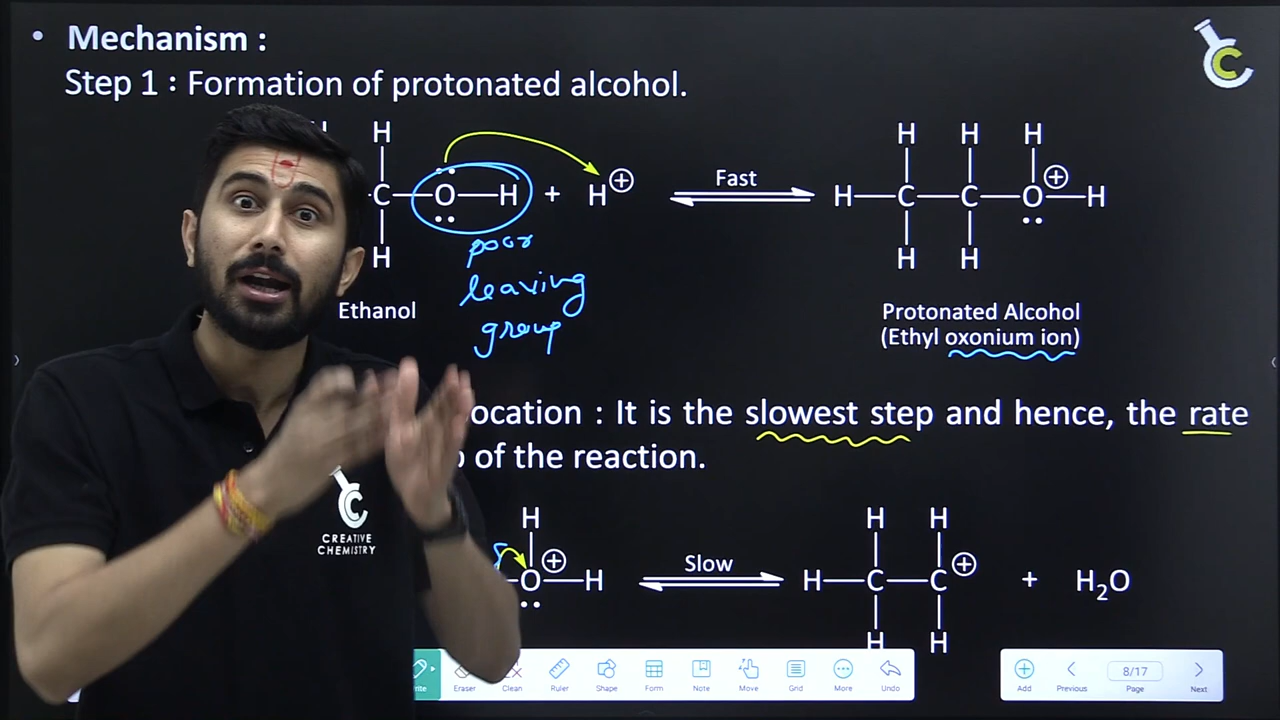 • Mechanism :
Step 1 : Formation of protonated alcohol.
H H H H
C O H + H⊕ Fast H C C O⊕ H
H H H
poor
leaving
group
Ethanol Protonated Alcohol
(Ethyl oxonium ion)
ocation : It is the slowest step and hence, the rate
of the reaction.
H H H
O⊕ H Slow H C C⊕ + H₂O
H H
CREATIVE
CHEMISTRY
Eraser Clean Ruler Shape Form Note Move Grid More Undo Add Previous 8/17 Page Next